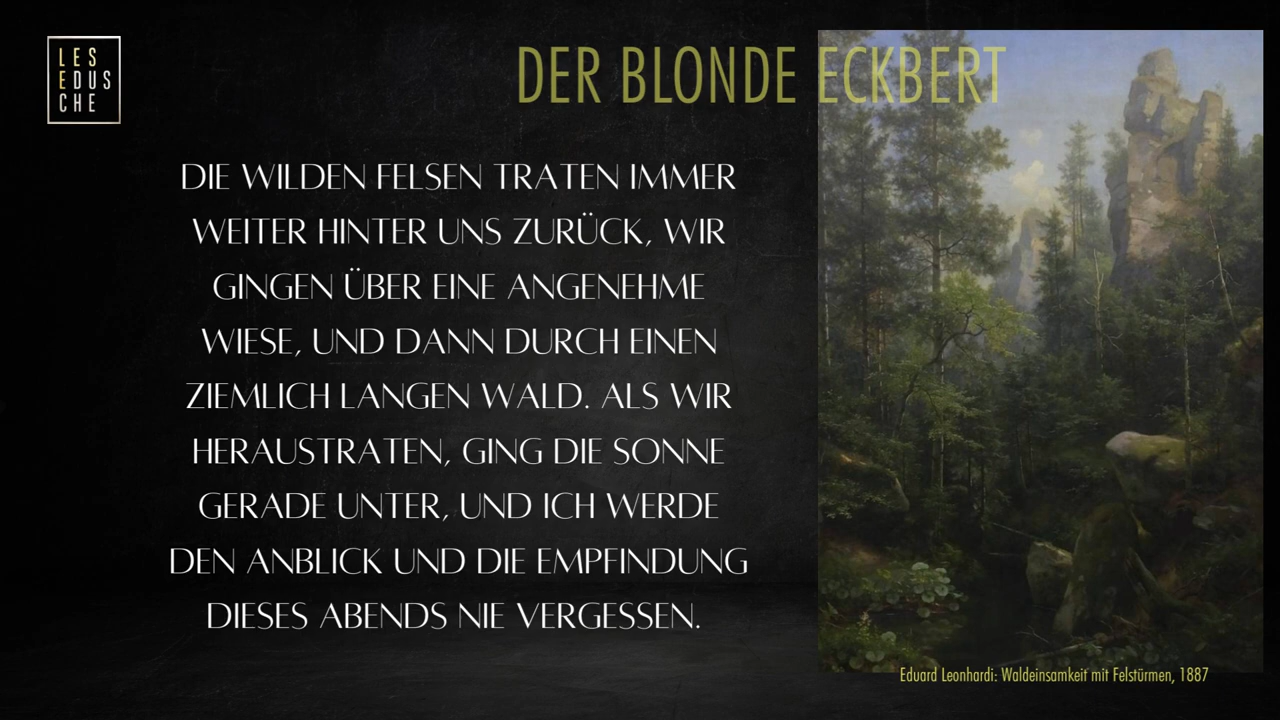 LES
EDUS
CHE
DER BLONDE ECKBERT
DIE WILDEN FELSEN TRATEN IMMER
WEITER HINTER UNS ZURÜCK, WIR
GINGEN ÜBER EINE ANGENEHME
WIESE, UND DANN DURCH EINEN
ZIEMLICH LANGEN WALD. ALS WIR
HERAUSTRATEN, GING DIE SONNE
GERADE UNTER, UND ICH WERDE
DEN ANBLICK UND DIE EMPFINDUNG
DIESES ABENDS NIE VERGESSEN.
Eduard Leonhardi: Waldeinsamkeit mit Felstürmen, 1887